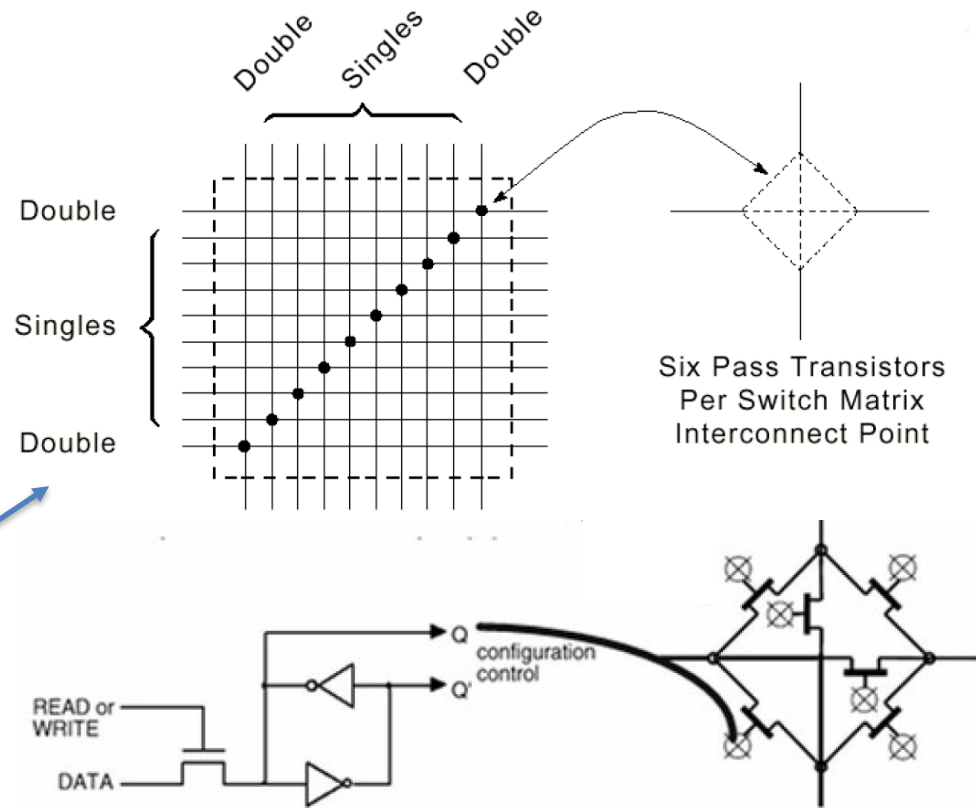 Double
Singles
Double
Double
Singles
Double
Six Pass Transistors
Per Switch Matrix
Interconnect Point
Q
configuration
control
Q'
READ or
WRITE
DATA